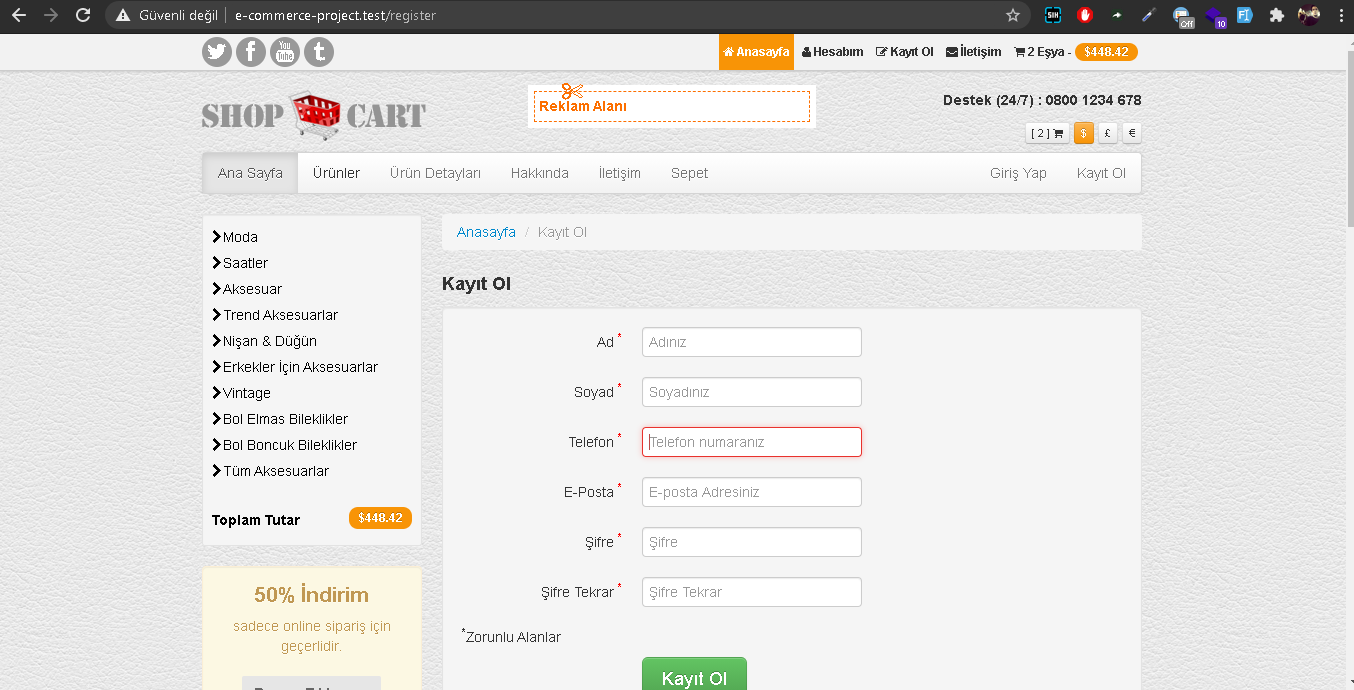 Güvenli değil e-commerce-project.test/register
Off 10
You Tube
Anasayfa Hesabım Kayıt Ol İletişim 2 Eşya - $448.42
SHOP CART
Reklam Alanı
Destek (24/7) : 0800 1234 678
[ 2 ] $ £ €
Ana Sayfa Ürünler Ürün Detayları Hakkında İletişim Sepet Giriş Yap Kayıt Ol
Moda
Saatler
Aksesuar
Trend Aksesuarlar
Nişan & Düğün
Erkekler İçin Aksesuarlar
Vintage
Bol Elmas Bileklikler
Bol Boncuk Bileklikler
Tüm Aksesuarlar
Toplam Tutar $448.42
50% İndirim
sadece online sipariş için
geçerlidir.
Anasayfa / Kayıt Ol
Kayıt Ol
Ad * Adınız
Soyad * Soyadınız
Telefon * Telefon numaranız
E-Posta * E-posta Adresiniz
Şifre * Şifre
Şifre Tekrar * Şifre Tekrar
*Zorunlu Alanlar
Kayıt Ol